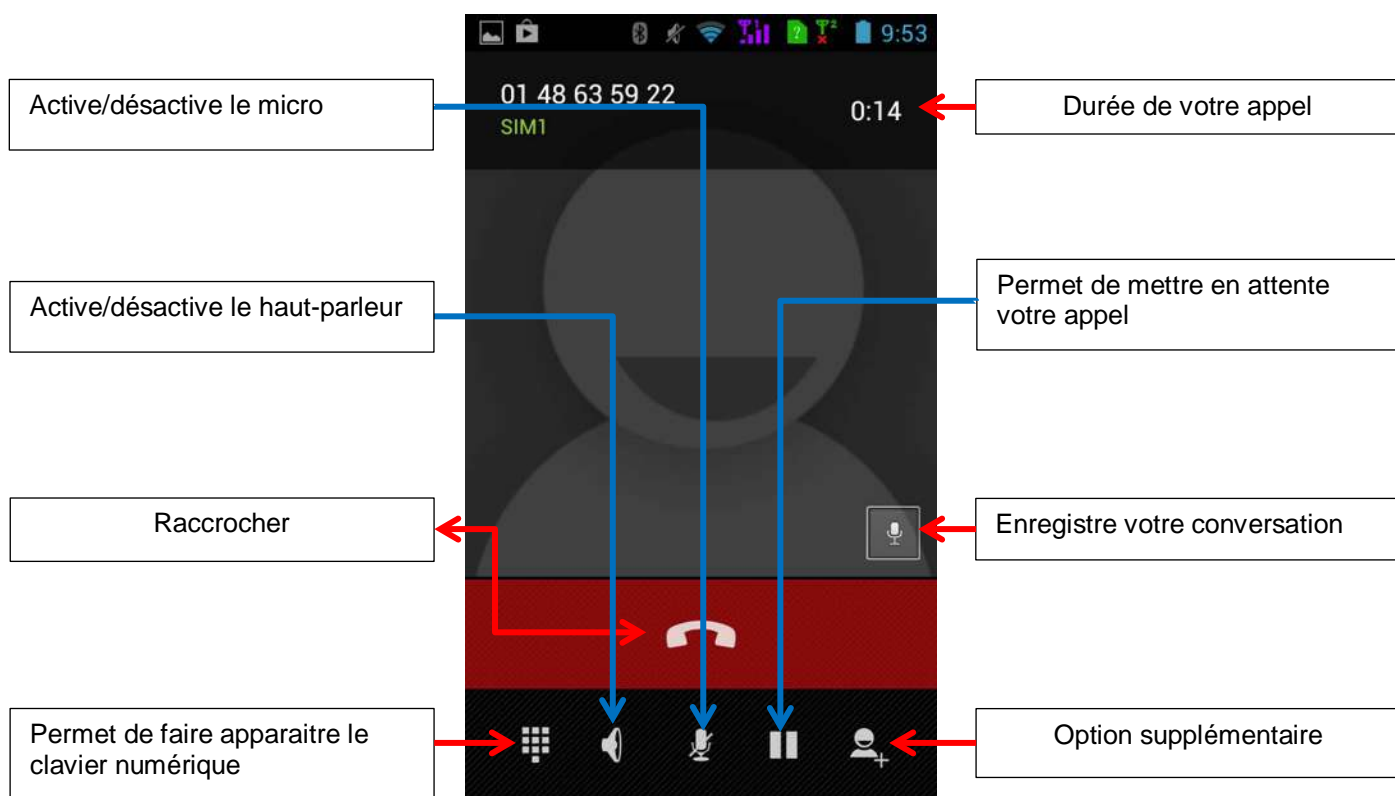 9:53
Active/désactive le micro
01 48 63 59 22
SIM1
0:14
Durée de votre appel
Active/désactive le haut-parleur
Permet de mettre en attente
votre appel
Raccrocher
Enregistre votre conversation
Permet de faire apparaitre le
clavier numérique
Option supplémentaire